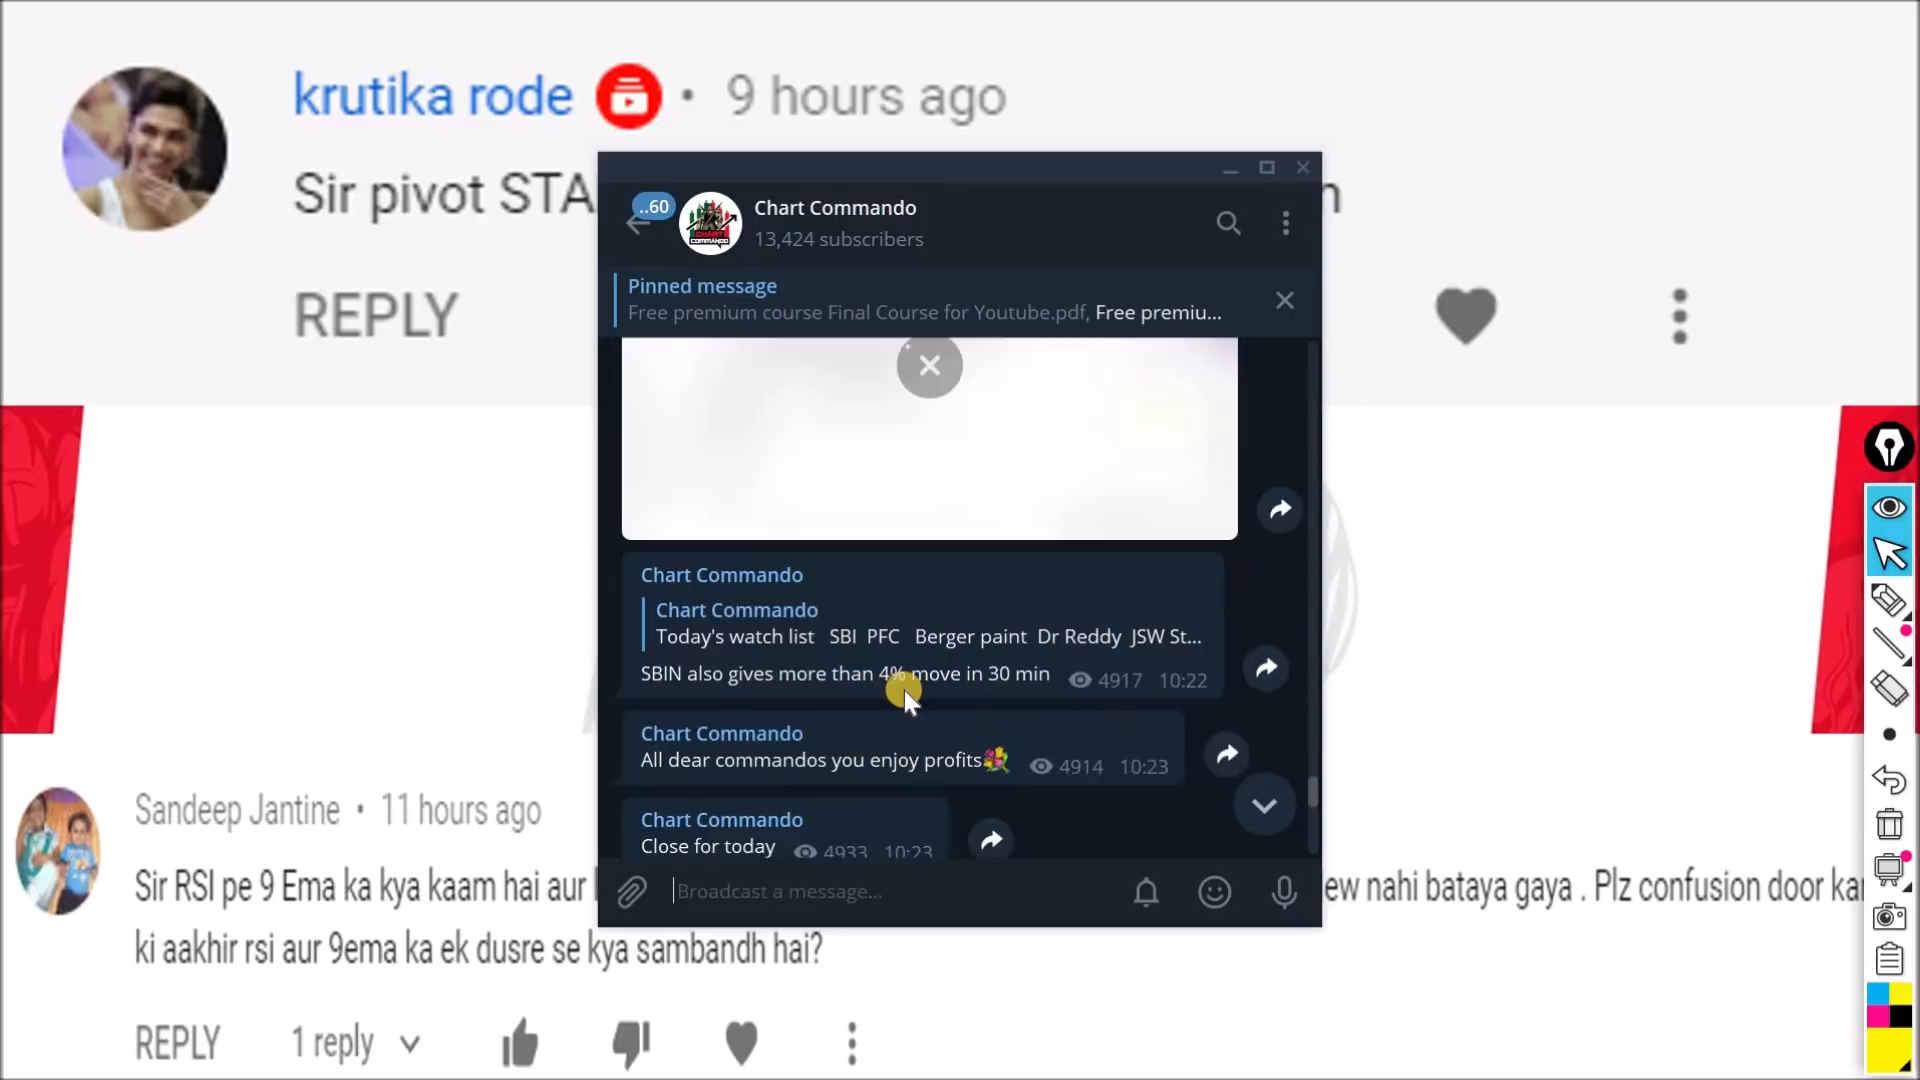 krutika rode • 9 hours ago
Sir pivot STA
REPLY
..60
Chart Commando
13,424 subscribers
Pinned message
Free premium course Final Course for Youtube.pdf, Free premiu...
Chart Commando
Chart Commando
Today's watch list SBI PFC Berger paint Dr Reddy JSW St...
SBIN also gives more than 4% move in 30 min 4917 10:22
Chart Commando
All dear commandos you enjoy profits💐 4914 10:23
Chart Commando
Close for today 4933 10:23
Broadcast a message...
Sandeep Jantine • 11 hours ago
Sir RSI pe 9 Ema ka kya kaam hai aur ew nahi bataya gaya . Plz confusion door
ki aakhir rsi aur 9ema ka ek dusre se kya sambandh hai?
REPLY 1 reply